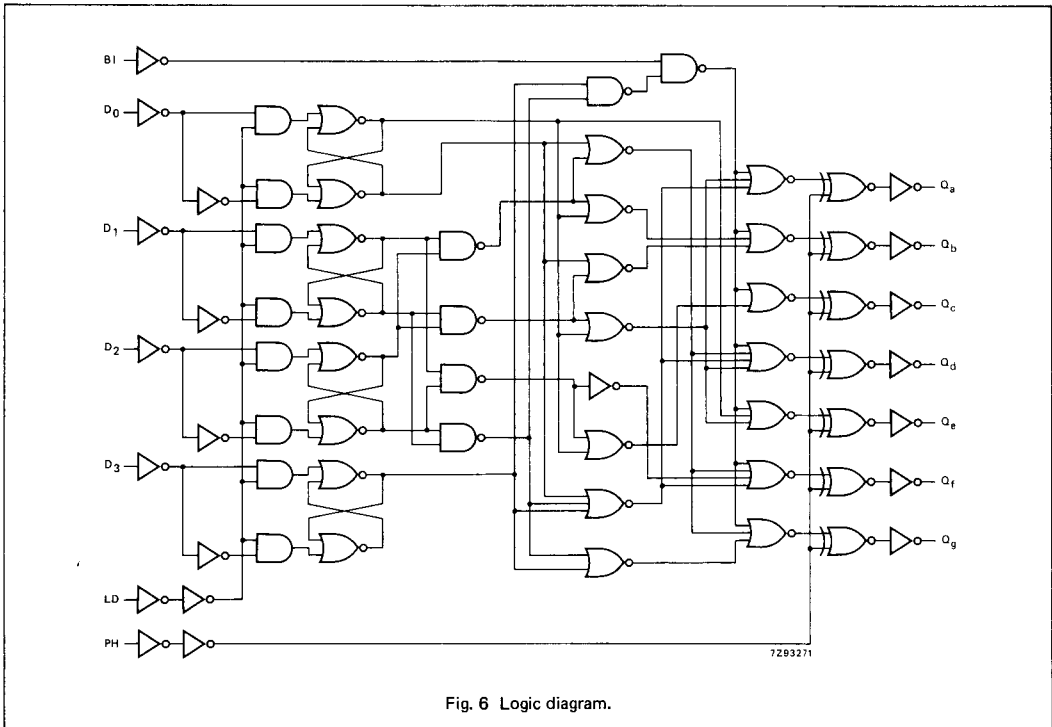 BI
D0
Qa
D1
Qb
Qc
D2
Qd
Qe
D3
Qf
Qg
LD
PH
7Z93271
Fig. 6 Logic diagram.